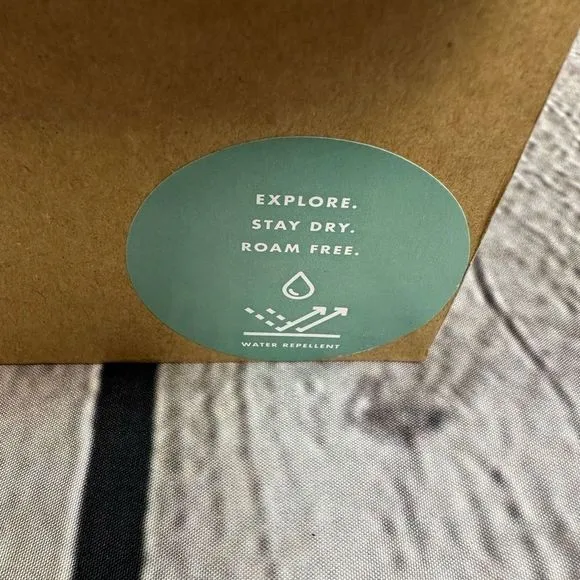 EXPLORE.
STAY DRY.
ROAM FREE.
WATER REPELLENT